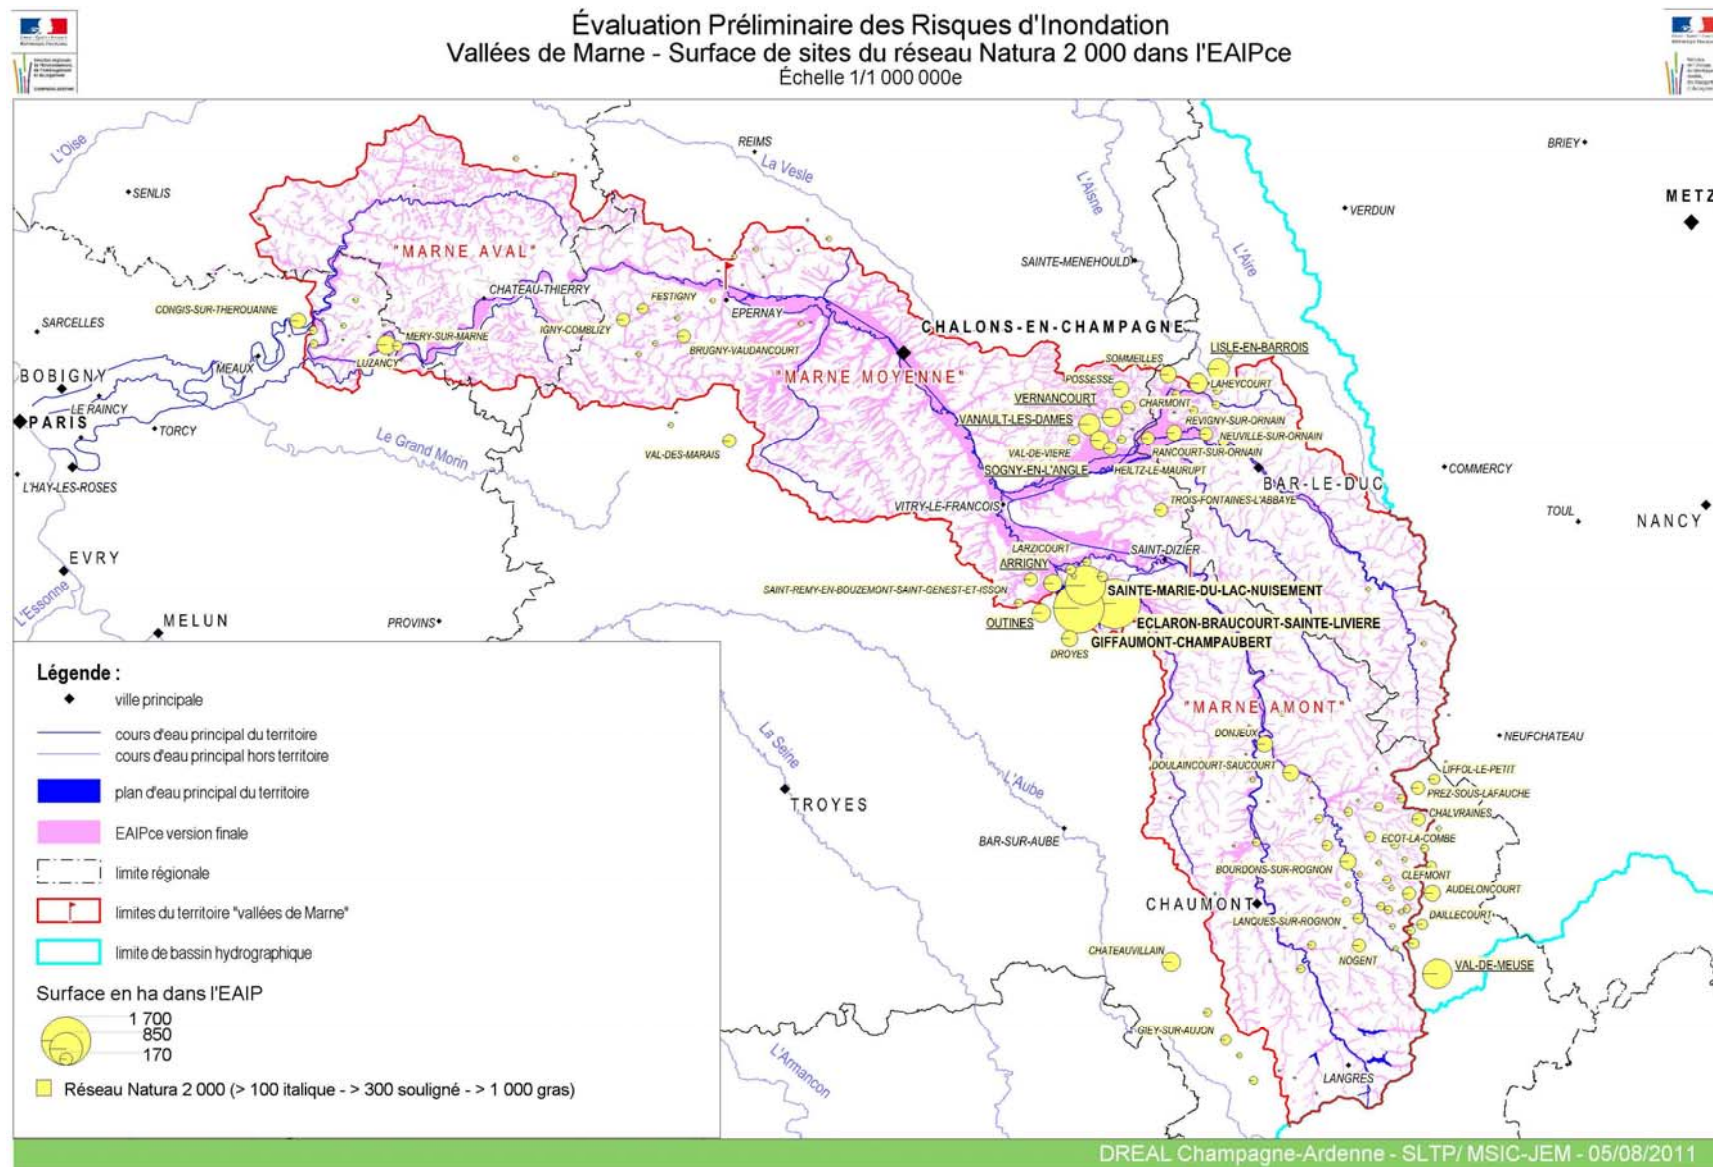 Évaluation Préliminaire des Risques d'Inondation
Vallées de Marne - Surface de sites du réseau Natura 2 000 dans l'EAIPce
Échelle 1/1 000 000e
L'Oise
REIMS
La Vesle
BRIEY
SENLIS
L'Aisne
METZ
VERDUN
"MARNE AVAL"
L'Aire
SAINTE-MENEHOULD
CHATEAU-THIERRY
FESTIGNY
CONGIS-SUR-THEROUANNE
EPERNAY
SARCELLES
MERY-SUR-MARNE
IGNY-COMBLIZY
CHALONS-EN-CHAMPAGNE
BRUGNY-VAUDANCOURT
LISLE-EN-BARROIS
LUZANCY
SOMMEILLES
MEAUX
BOBIGNY
"MARNE MOYENNE"
POSSESSE
LAHEYCOURT
VERNANCOURT
CHARMONT
LE RAINCY
PARIS
VANAULT-LES-DAMES
REVIGNY-SUR-ORNAIN
TORCY
NEUVILLE-SUR-ORNAIN
Le Grand Morin
VAL-DES-MARAIS
VAL-DE-VIERE
RANCOURT-SUR-ORNAIN
SOGNY-EN-L'ANGLE
HEILTZ-LE-MAURUPT
COMMERCY
L'HAY-LES-ROSES
BAR-LE-DUC
TROIS-FONTAINES-L'ABBAYE
VITRY-LE-FRANCOIS
TOUL
NANCY
LARZICOURT
SAINT-DIZIER
EVRY
ARRIGNY
SAINT-REMY-EN-BOUZEMONT-SAINT-GENEST-ET-ISSON
SAINTE-MARIE-DU-LAC-NUISEMENT
L'Essonne
MELUN
PROVINS
OUTINES
ECLARON-BRAUCOURT-SAINTE-LIVIERE
GIFFAUMONT-CHAMPAUBERT
DROYES
"MARNE AMONT"
La Seine
DONJEUX
NEUFCHATEAU
DOULAINCOURT-SAUCOURT
LIFFOL-LE-PETIT
L'Aube
PREZ-SOUS-LAFAUCHE
TROYES
CHALVRAINES
BAR-SUR-AUBE
ECOT-LA-COMBE
BOURDONS-SUR-ROGNON
CLEFMONT
AUDELONCOURT
CHAUMONT
LANQUES-SUR-ROGNON
DAILLECOURT
CHATEAUVILLAIN
NOGENT
VAL-DE-MEUSE
GIEY-SUR-AUJON
L'Armancon
LANGRES
Légende :
ville principale
cours d'eau principal du territoire
cours d'eau principal hors territoire
plan d'eau principal du territoire
EAIPce version finale
limite régionale
limites du territoire "vallées de Marne"
limite de bassin hydrographique
Surface en ha dans l'EAIP
1 700
850
170
Réseau Natura 2 000 (> 100 italique - > 300 souligné - > 1 000 gras)
DREAL Champagne-Ardenne - SLTP/ MSIC-JEM - 05/08/2011